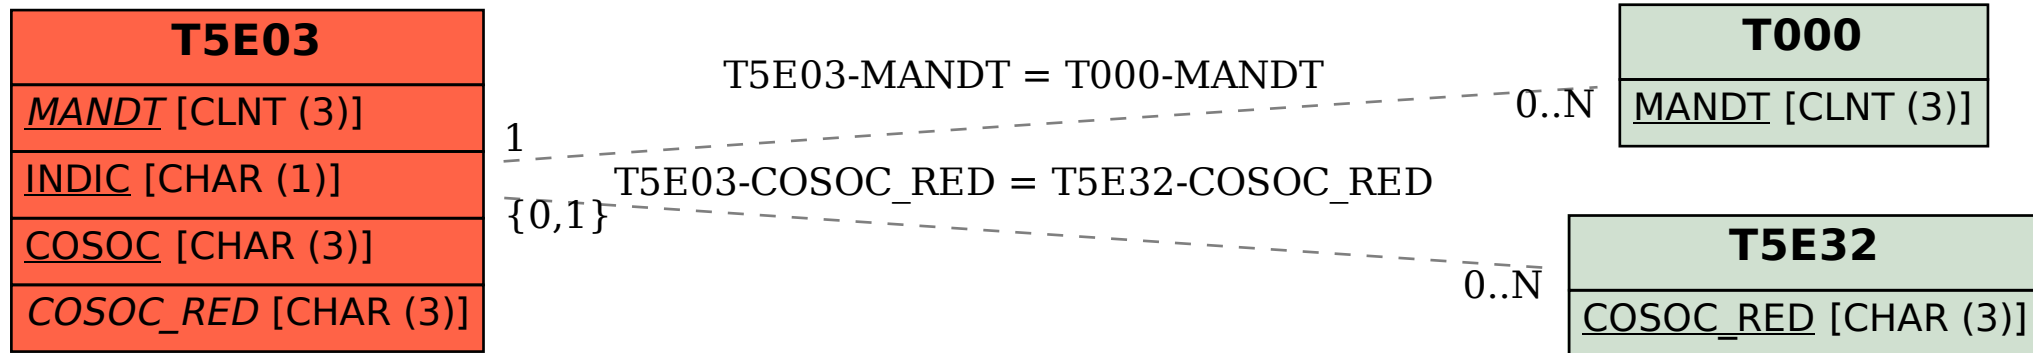 T5E03
MANDT [CLNT (3)]
INDIC [CHAR (1)]
COSOC [CHAR (3)]
COSOC_RED [CHAR (3)]
T5E03-MANDT = T000-MANDT
1
0..N
T5E03-COSOC_RED = T5E32-COSOC_RED
{0,1}
0..N
T000
MANDT [CLNT (3)]
T5E32
COSOC_RED [CHAR (3)]